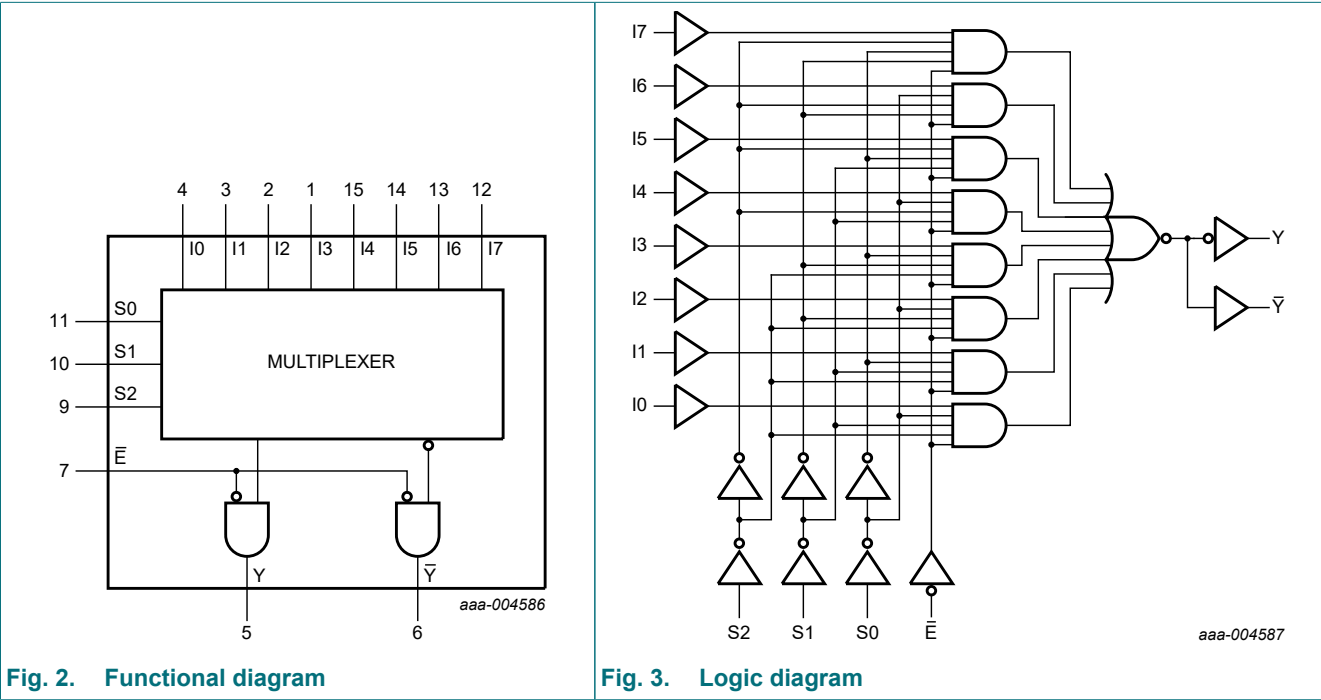 4 3 2 1 15 14 13 12
I0 I1 I2 I3 I4 I5 I6 I7
11 S0
10 S1
9 S2
MULTIPLEXER
7 E̅
Y Y̅
aaa-004586
5 6
Fig. 2. Functional diagram
I7
I6
I5
I4
I3
I2
I1
I0
Y
Y̅
S2 S1 S0 E̅
aaa-004587
Fig. 3. Logic diagram